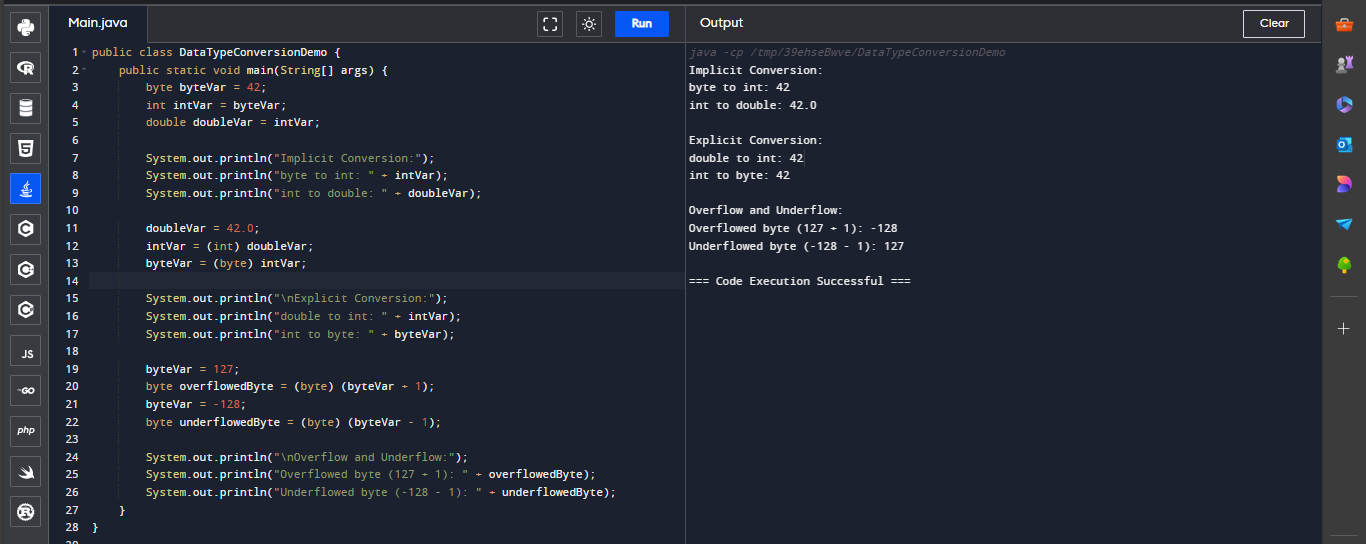 Main.java
Run
Output
Clear
JS
GO
php
1 public class DataTypeConversionDemo {
2 public static void main(String[] args) {
3 byte byteVar = 42;
4 int intVar = byteVar;
5 double doubleVar = intVar;
6
7 System.out.println("Implicit Conversion:");
8 System.out.println("byte to int: " + intVar);
9 System.out.println("int to double: " + doubleVar);
10
11 doubleVar = 42.0;
12 intVar = (int) doubleVar;
13 byteVar = (byte) intVar;
14
15 System.out.println("\nExplicit Conversion:");
16 System.out.println("double to int: " + intVar);
17 System.out.println("int to byte: " + byteVar);
18
19 byteVar = 127;
20 byte overflowedByte = (byte) (byteVar + 1);
21 byteVar = -128;
22 byte underflowedByte = (byte) (byteVar - 1);
23
24 System.out.println("\nOverflow and Underflow:");
25 System.out.println("Overflowed byte (127 + 1): " + overflowedByte);
26 System.out.println("Underflowed byte (-128 - 1): " + underflowedByte);
27 }
28 }
java -cp /tmp/39ehseBwve/DataTypeConversionDemo
Implicit Conversion:
byte to int: 42
int to double: 42.0
Explicit Conversion:
double to int: 42
int to byte: 42
Overflow and Underflow:
Overflowed byte (127 + 1): -128
Underflowed byte (-128 - 1): 127
=== Code Execution Successful ===